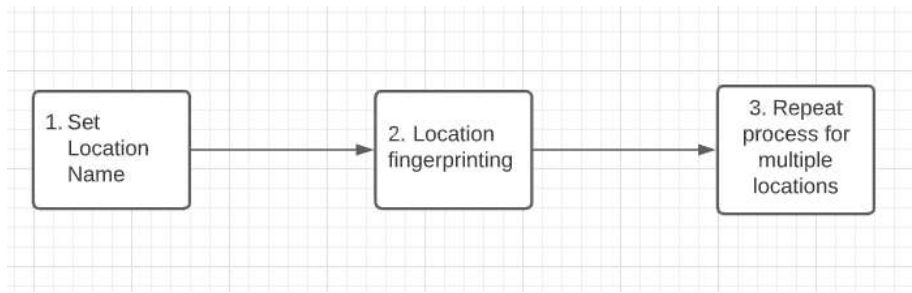 1. Set
Location
Name
2. Location
fingerprinting
3. Repeat
process for
multiple
locations